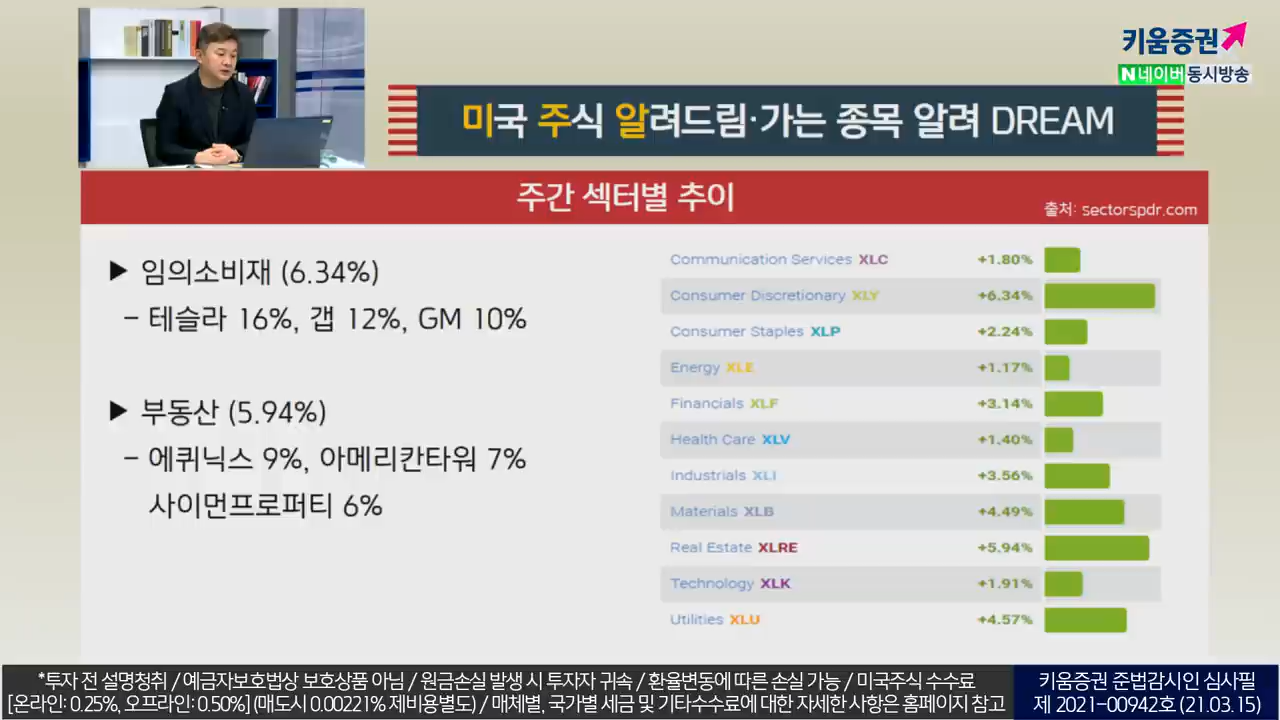 키움증권
N 네이버 동시방송
미국 주식 알려드림·가는 종목 알려 DREAM
주간 섹터별 추이
출처: sectorspdr.com
▶ 임의소비재 (6.34%)
– 테슬라 16%, 갭 12%, GM 10%
▶ 부동산 (5.94%)
– 에퀴닉스 9%, 아메리칸타워 7%
사이먼프로퍼티 6%
Communication Services XLC +1.80%
Consumer Discretionary XLY +6.34%
Consumer Staples XLP +2.24%
Energy XLE +1.17%
Financials XLF +3.14%
Health Care XLV +1.40%
Industrials XLI +3.56%
Materials XLB +4.49%
Real Estate XLRE +5.94%
Technology XLK +1.91%
Utilities XLU +4.57%
*투자 전 설명청취 / 예금자보호법상 보호상품 아님 / 원금손실 발생 시 투자자 귀속 / 환율변동에 따른 손실 가능 / 미국주식 수수료
[온라인: 0.25%, 오프라인: 0.50%] (매도시 0.00221% 제비용별도) / 매체별, 국가별 세금 및 기타수수료에 대한 자세한 사항은 홈페이지 참고
키움증권 준법감시인 심사필
제 2021-00942호 (21.03.15)